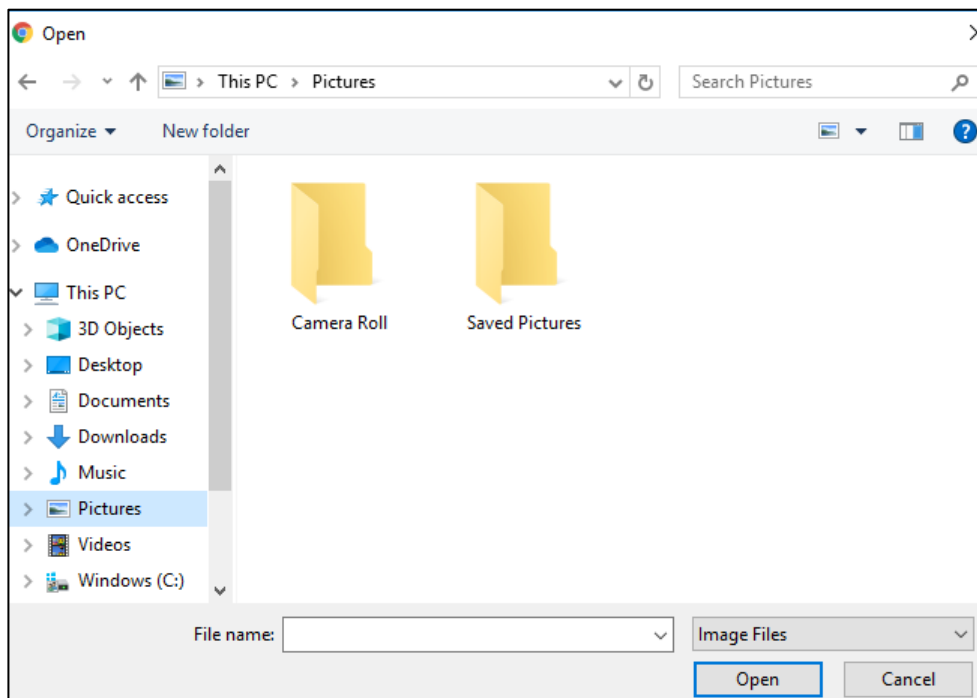 Open
This PC > Pictures
Search Pictures
Organize
New folder
?
Quick access
OneDrive
This PC
3D Objects
Desktop
Documents
Downloads
Music
Pictures
Videos
Windows (C:)
Camera Roll
Saved Pictures
File name:
Image Files
Open
Cancel